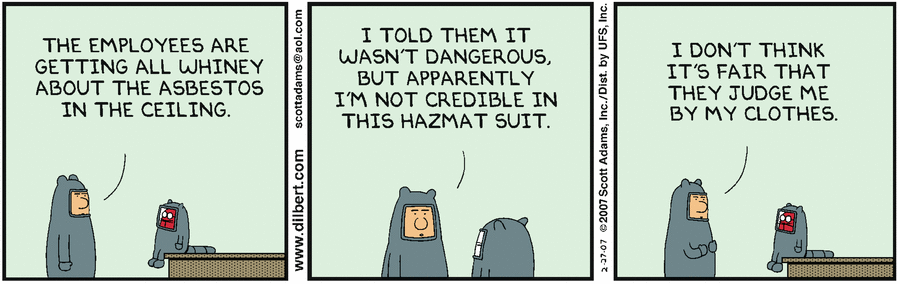 THE EMPLOYEES ARE
GETTING ALL WHINEY
ABOUT THE ASBESTOS
IN THE CEILING.
www.dilbert.com scottadams@aol.com
I TOLD THEM IT
WASN'T DANGEROUS,
BUT APPARENTLY
I'M NOT CREDIBLE IN
THIS HAZMAT SUIT.
2-27-07 ©2007 Scott Adams, Inc./Dist. by UFS, Inc.
I DON'T THINK
IT'S FAIR THAT
THEY JUDGE ME
BY MY CLOTHES.